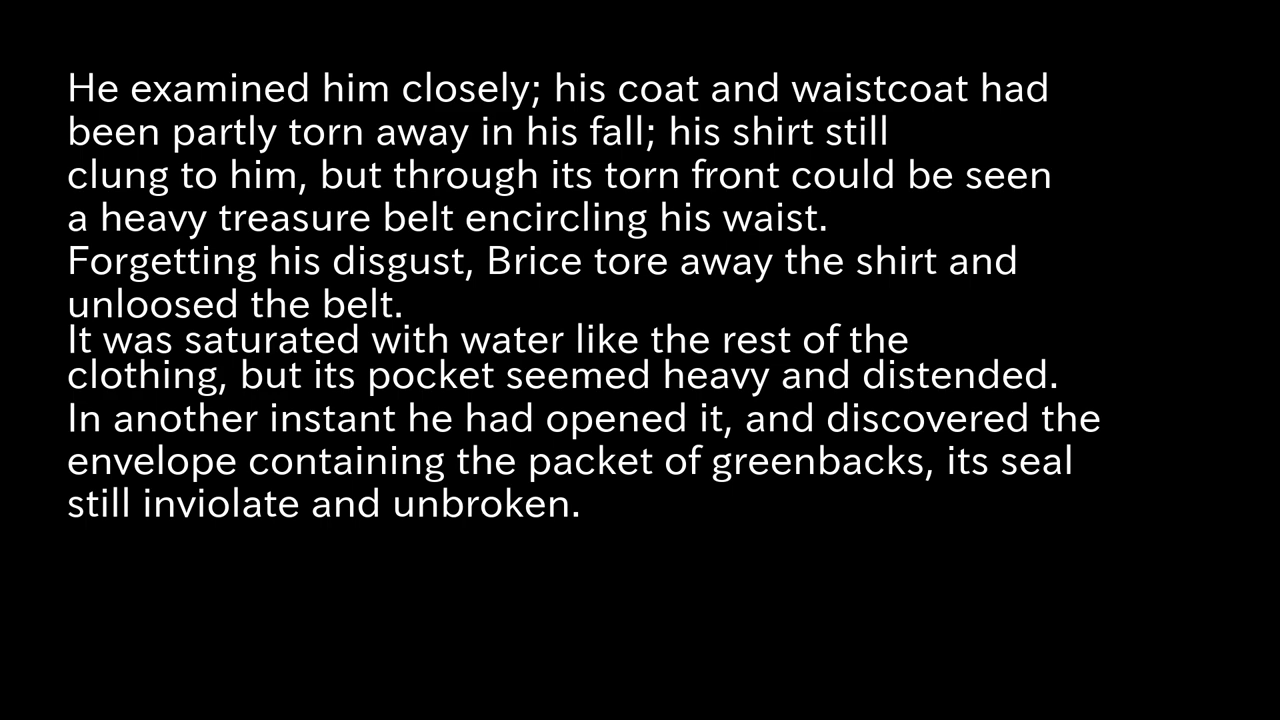 He examined him closely; his coat and waistcoat had
been partly torn away in his fall; his shirt still
clung to him, but through its torn front could be seen
a heavy treasure belt encircling his waist.
Forgetting his disgust, Brice tore away the shirt and
unloosed the belt.
It was saturated with water like the rest of the
clothing, but its pocket seemed heavy and distended.
In another instant he had opened it, and discovered the
envelope containing the packet of greenbacks, its seal
still inviolate and unbroken.